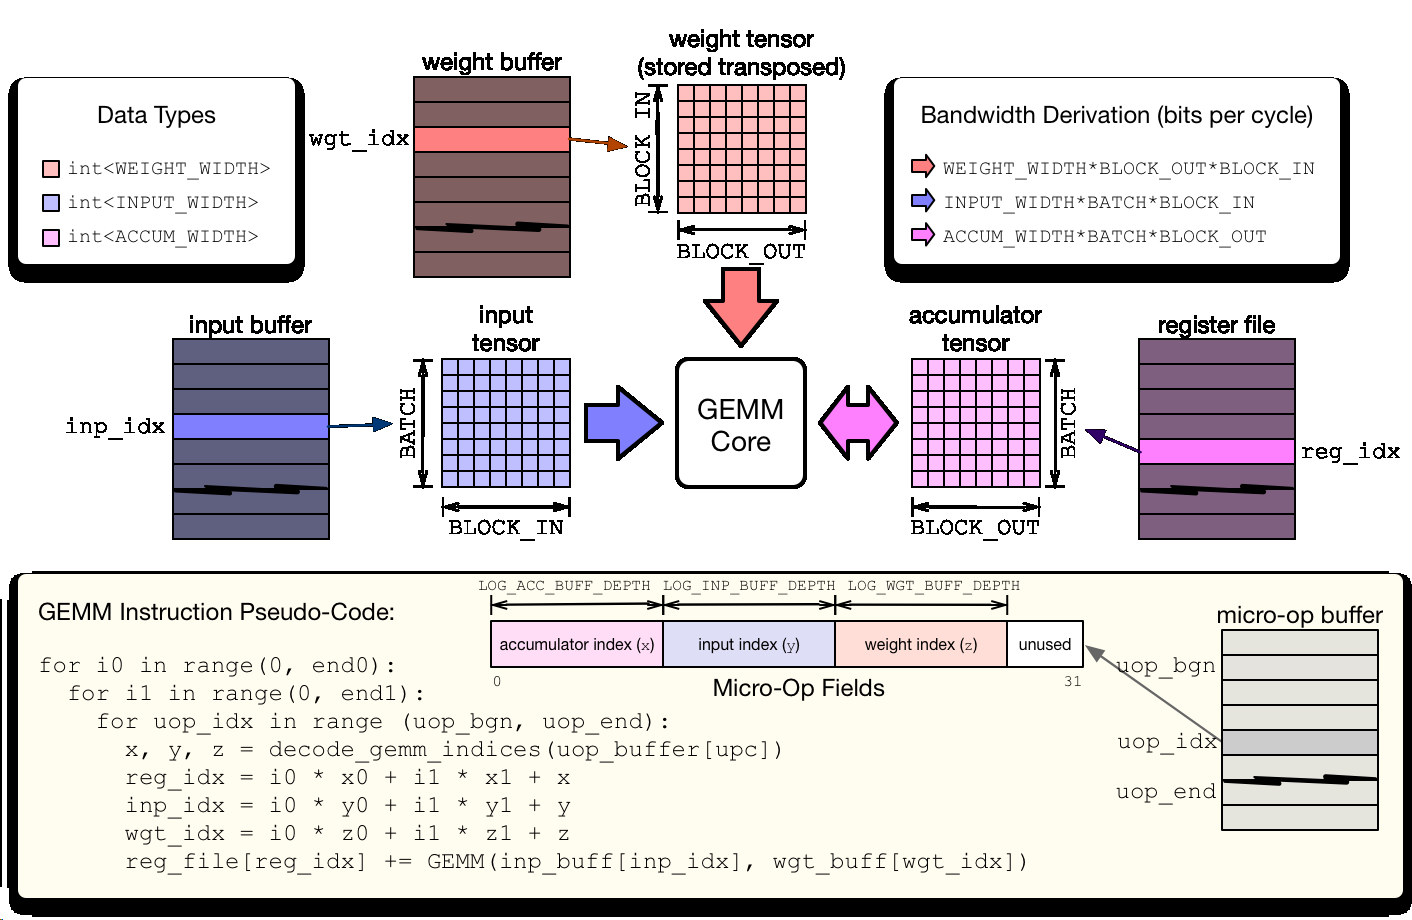 weight buffer
weight tensor
(stored transposed)
Data Types
int<WEIGHT_WIDTH>
int<INPUT_WIDTH>
int<ACCUM_WIDTH>
wgt_idx
BLOCK IN
BLOCK_OUT
Bandwidth Derivation (bits per cycle)
WEIGHT_WIDTH*BLOCK_OUT*BLOCK_IN
INPUT_WIDTH*BATCH*BLOCK_IN
ACCUM_WIDTH*BATCH*BLOCK_OUT
input buffer
input
tensor
accumulator
tensor
register file
inp_idx
BATCH
BLOCK_IN
GEMM
Core
BATCH
BLOCK_OUT
reg_idx
GEMM Instruction Pseudo-Code:
LOG_ACC_BUFF_DEPTH LOG_INP_BUFF_DEPTH LOG_WGT_BUFF_DEPTH
accumulator index (x) input index (y) weight index (z) unused
0 31
Micro-Op Fields
micro-op buffer
uop_bgn
uop_idx
uop_end
for i0 in range(0, end0):
for i1 in range(0, end1):
for uop_idx in range (uop_bgn, uop_end):
x, y, z = decode_gemm_indices(uop_buffer[upc])
reg_idx = i0 * x0 + i1 * x1 + x
inp_idx = i0 * y0 + i1 * y1 + y
wgt_idx = i0 * z0 + i1 * z1 + z
reg_file[reg_idx] += GEMM(inp_buff[inp_idx], wgt_buff[wgt_idx])